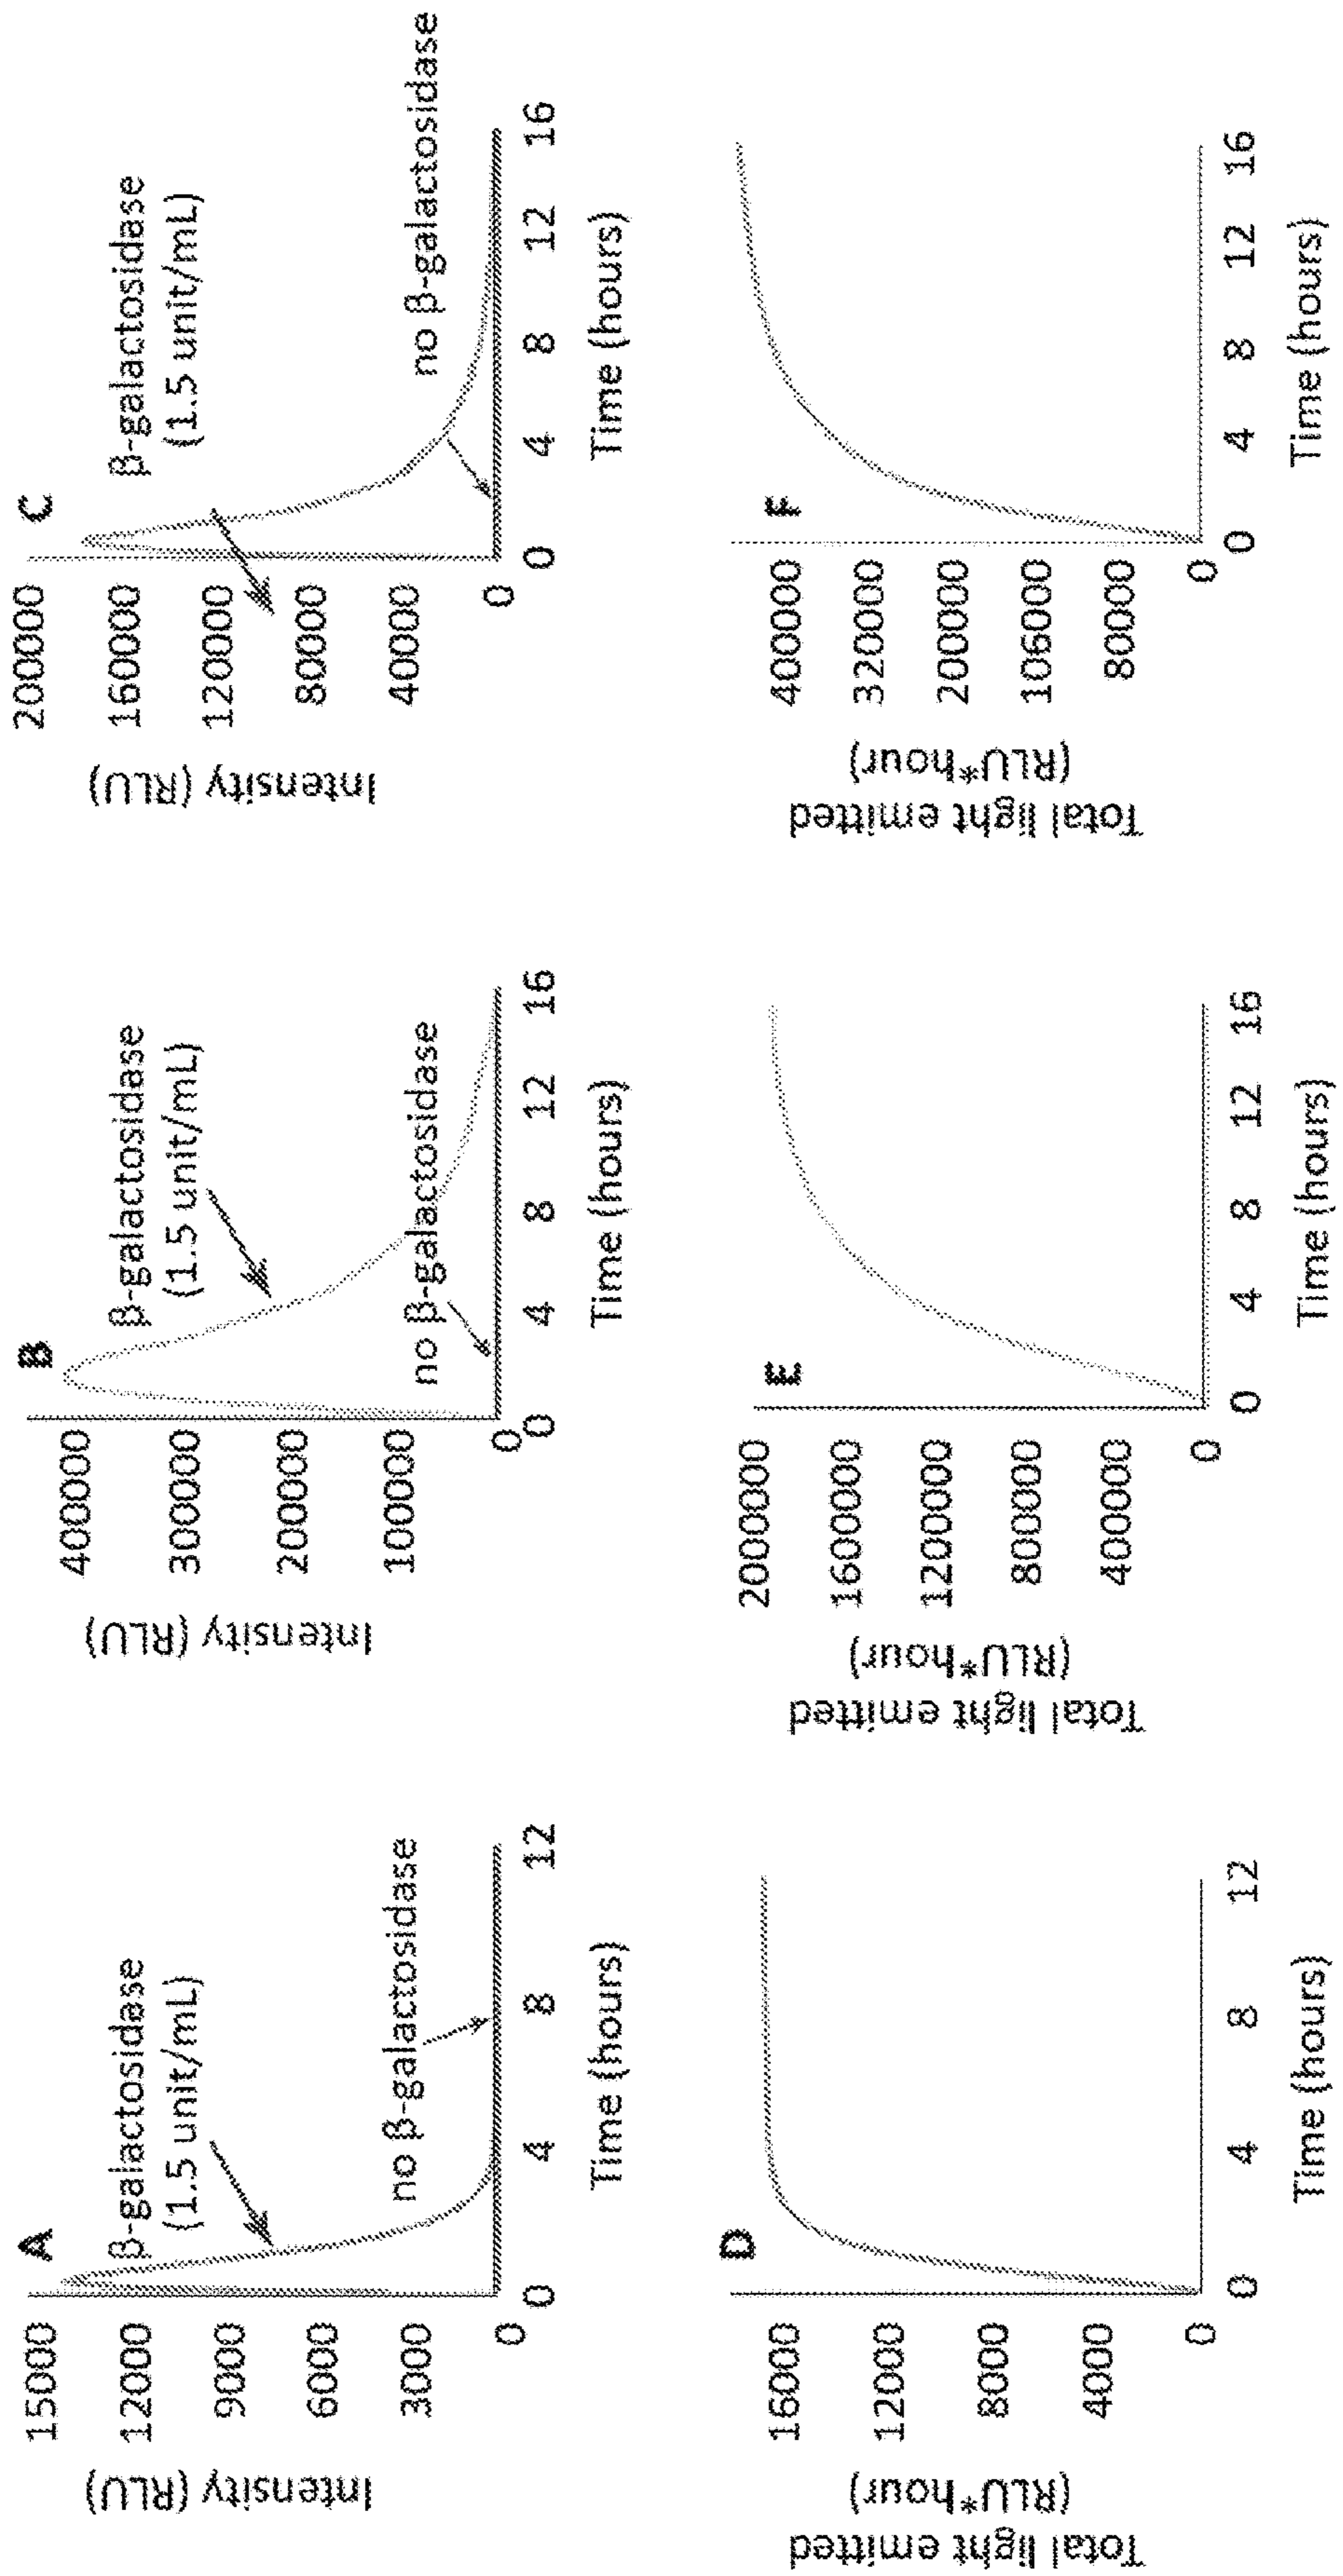 A
β-galactosidase
(1.5 unit/mL)
no β-galactosidase
Intensity (RLU)
15000
12000
9000
6000
3000
0
0
4
8
12
Time (hours)
B
β-galactosidase
(1.5 unit/mL)
no β-galactosidase
Intensity (RLU)
400000
300000
200000
100000
0
0
4
8
12
16
Time (hours)
C
β-galactosidase
(1.5 unit/mL)
no β-galactosidase
Intensity (RLU)
200000
160000
120000
80000
40000
0
0
4
8
12
16
Time (hours)
D
Total light emitted
(RLU*hour)
16000
12000
8000
4000
0
0
4
8
12
Time (hours)
E
Total light emitted
(RLU*hour)
2000000
1600000
1200000
800000
400000
0
0
4
8
12
16
Time (hours)
F
Total light emitted
(RLU*hour)
400000
320000
200000
106000
80000
0
0
4
8
12
16
Time (hours)